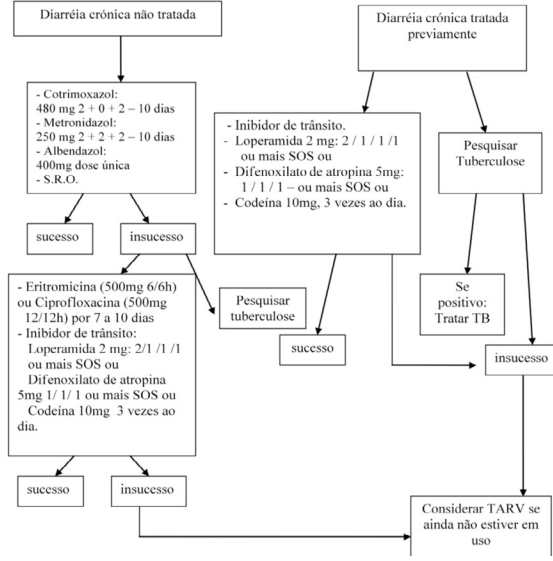 Diarréia crónica não tratada
Diarréia crónica tratada
previamente
- Cotrimoxazol:
480 mg 2 + 0 + 2 – 10 dias
- Metronidazol:
250 mg 2 + 2 + 2 – 10 dias
- Albendazol:
400mg dose única
- S.R.O.
- Inibidor de trânsito.
- Loperamida 2 mg: 2 / 1 / 1 /1
ou mais SOS ou
- Difenoxilato de atropina 5mg:
1 / 1 / 1 – ou mais SOS ou
- Codeína 10mg, 3 vezes ao dia.
Pesquisar
Tuberculose
sucesso
insucesso
- Eritromicina (500mg 6/6h)
ou Ciprofloxacina (500mg
12/12h) por 7 a 10 dias
- Inibidor de trânsito:
Loperamida 2 mg: 2/1 /1 /1
ou mais SOS ou
Difenoxilato de atropina
5mg 1/ 1/ 1 ou mais SOS ou
Codeína 10mg 3 vezes ao
dia.
Pesquisar
tuberculose
sucesso
Se
positivo:
Tratar TB
insucesso
sucesso
insucesso
Considerar TARV se
ainda não estiver em
uso